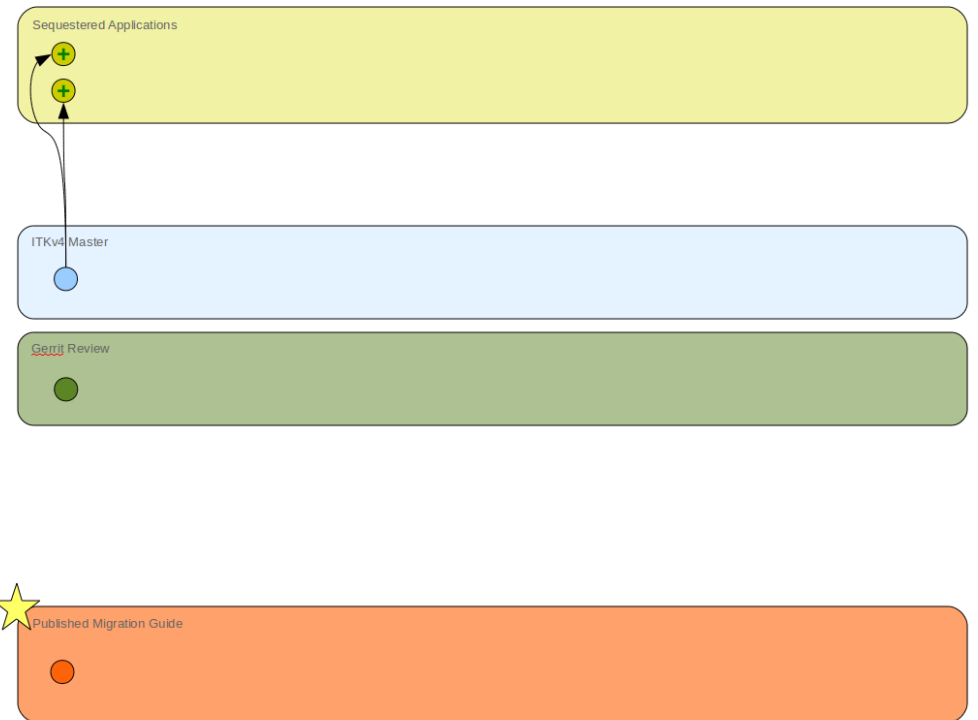 Sequestered Applications
+
+
ITKv4 Master
Gerrit Review
Published Migration Guide